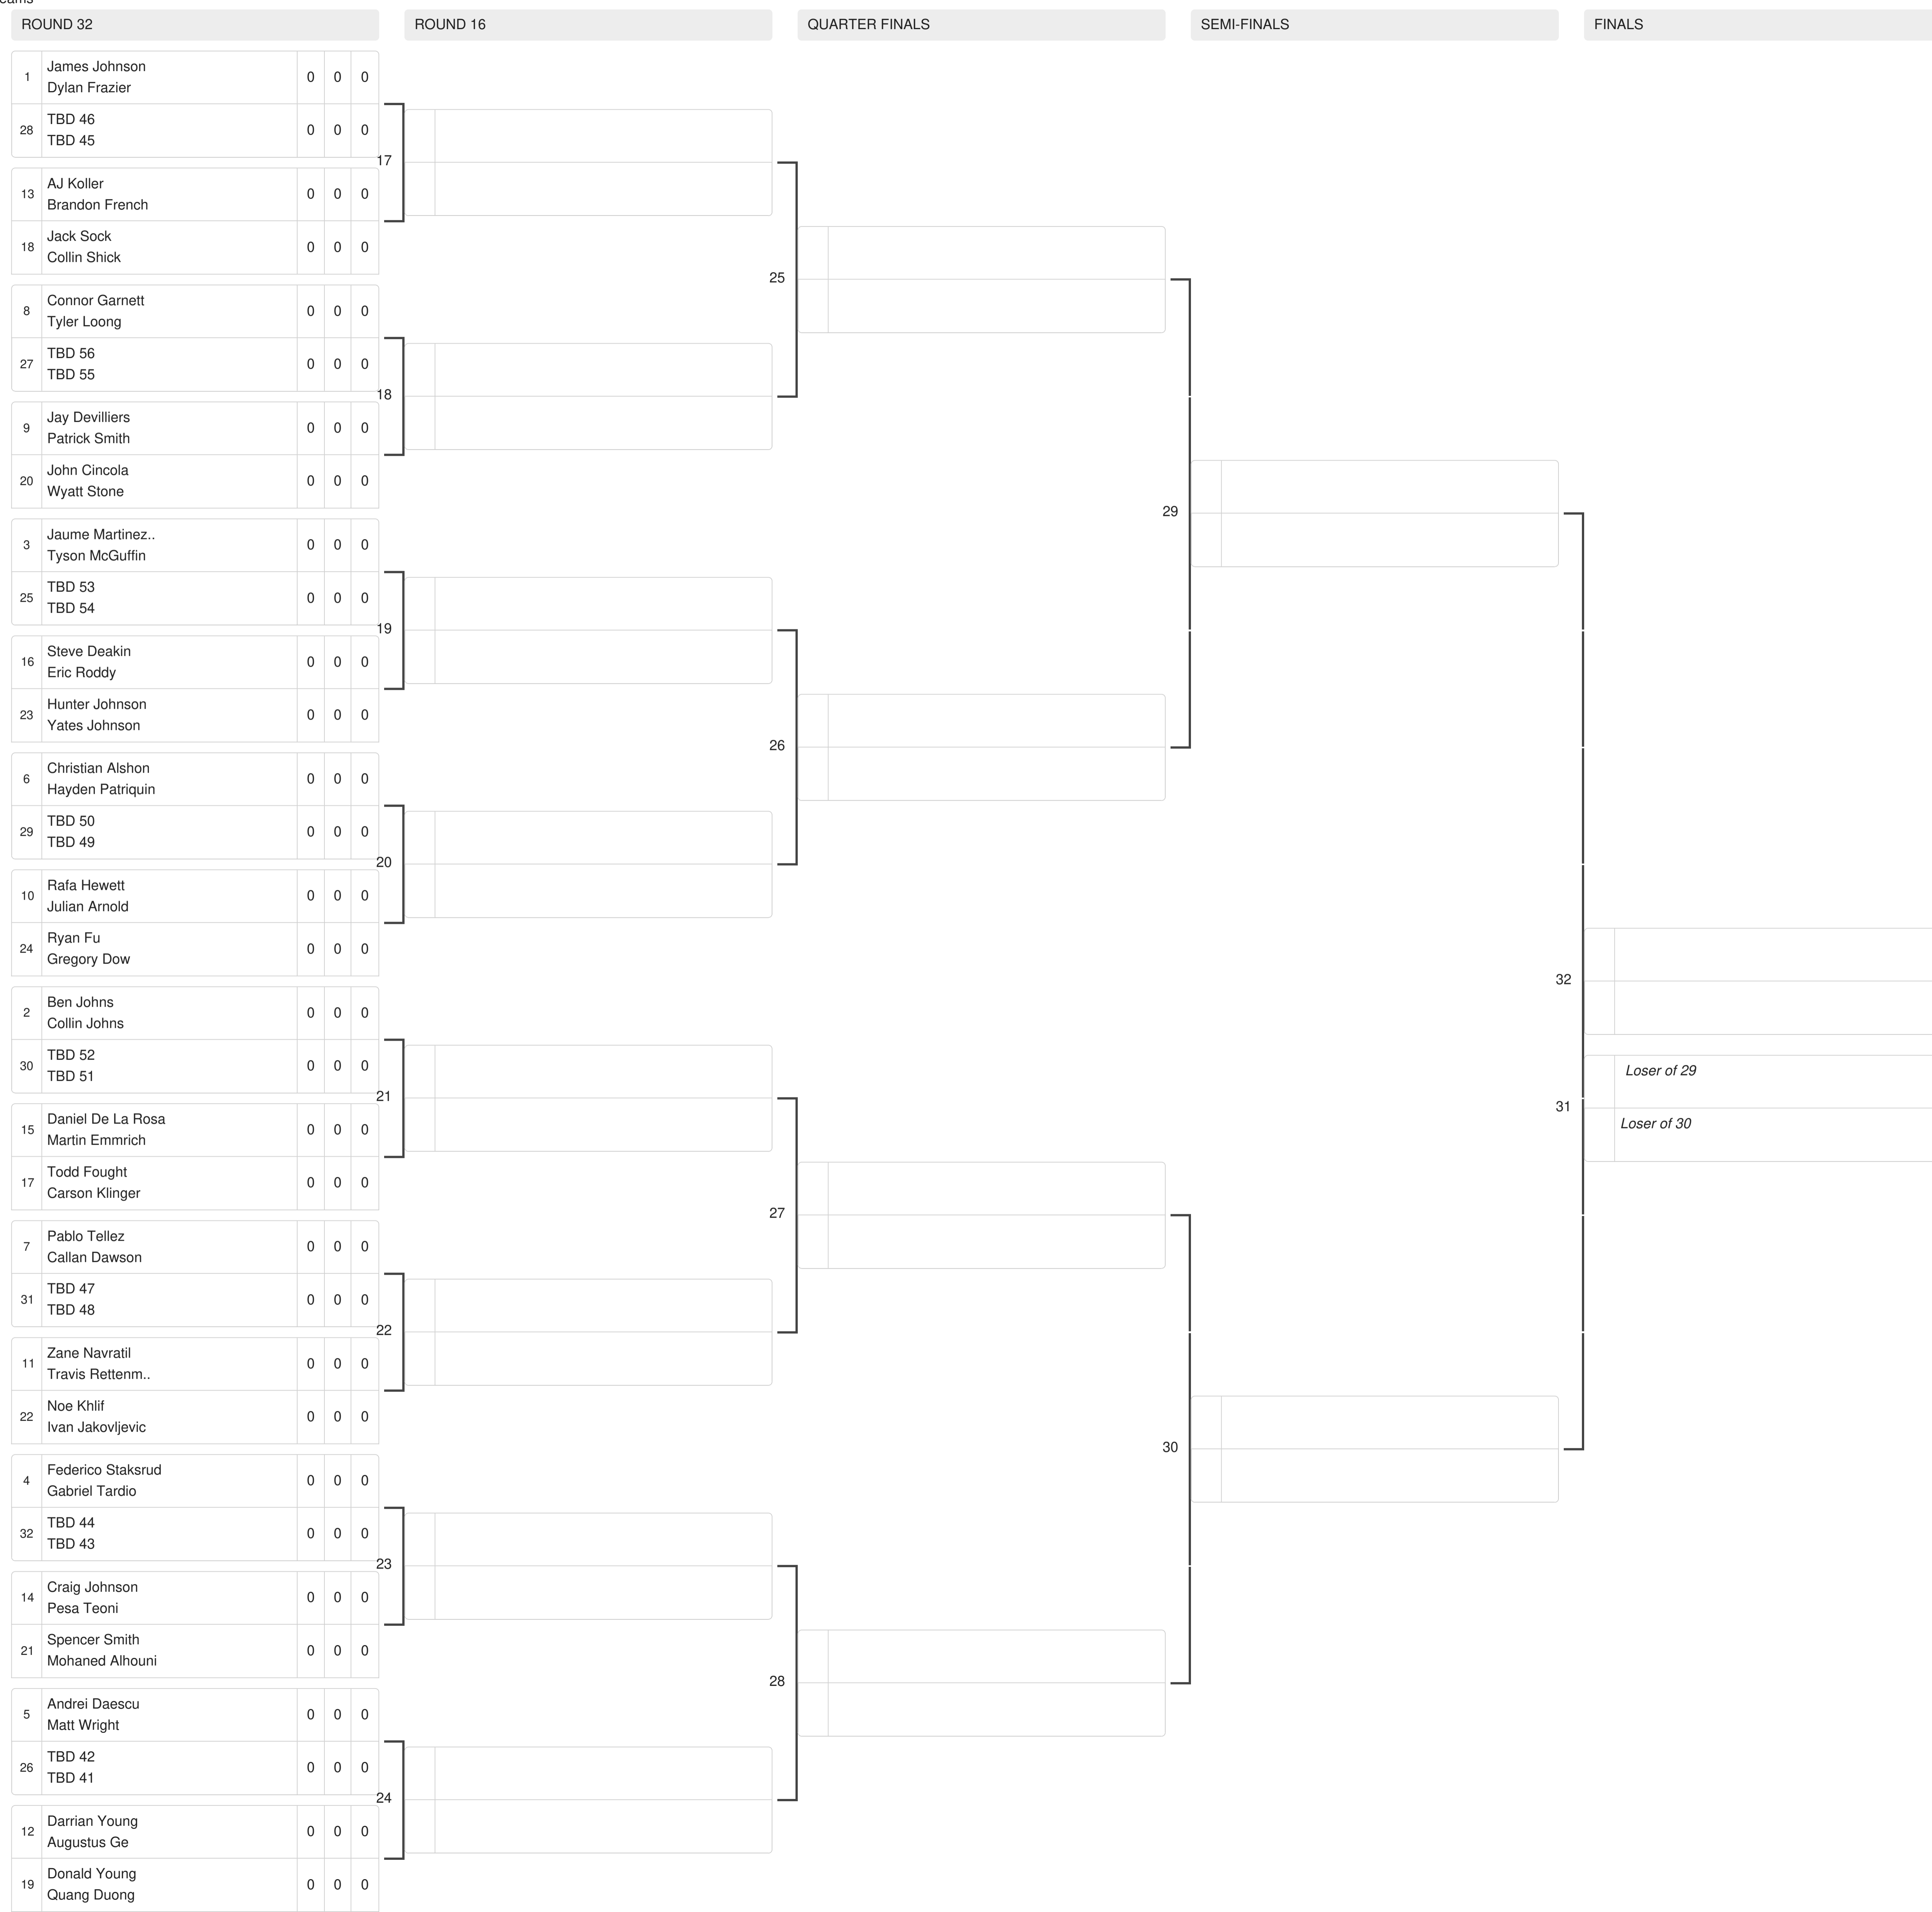 ROUND 32
ROUND 16
QUARTER FINALS
SEMI-FINALS
FINALS
1 James Johnson 0 0 0
Dylan Frazier
28 TBD 46 0 0 0
TBD 45
17
13 AJ Koller 0 0 0
Brandon French
18 Jack Sock 0 0 0
Collin Shick
8 Connor Garnett 0 0 0
Tyler Loong
27 TBD 56 0 0 0
TBD 55
18
9 Jay Devilliers 0 0 0
Patrick Smith
20 John Cincola 0 0 0
Wyatt Stone
3 Jaume Martinez.. 0 0 0
Tyson McGuffin
25 TBD 53 0 0 0
TBD 54
19
16 Steve Deakin 0 0 0
Eric Roddy
23 Hunter Johnson 0 0 0
Yates Johnson
6 Christian Alshon 0 0 0
Hayden Patriquin
29 TBD 50 0 0 0
TBD 49
20
10 Rafa Hewett 0 0 0
Julian Arnold
24 Ryan Fu 0 0 0
Gregory Dow
2 Ben Johns 0 0 0
Collin Johns
30 TBD 52 0 0 0
TBD 51
21
15 Daniel De La Rosa 0 0 0
Martin Emmrich
17 Todd Fought 0 0 0
Carson Klinger
7 Pablo Tellez 0 0 0
Callan Dawson
31 TBD 47 0 0 0
TBD 48
22
11 Zane Navratil 0 0 0
Travis Rettenm..
22 Noe Khlif 0 0 0
Ivan Jakovljevic
4 Federico Staksrud 0 0 0
Gabriel Tardio
32 TBD 44 0 0 0
TBD 43
23
14 Craig Johnson 0 0 0
Pesa Teoni
21 Spencer Smith 0 0 0
Mohaned Alhouni
5 Andrei Daescu 0 0 0
Matt Wright
26 TBD 42 0 0 0
TBD 41
24
12 Darrian Young 0 0 0
Augustus Ge
19 Donald Young 0 0 0
Quang Duong
25
26
27
28
29
30
32
31
Loser of 29
Loser of 30